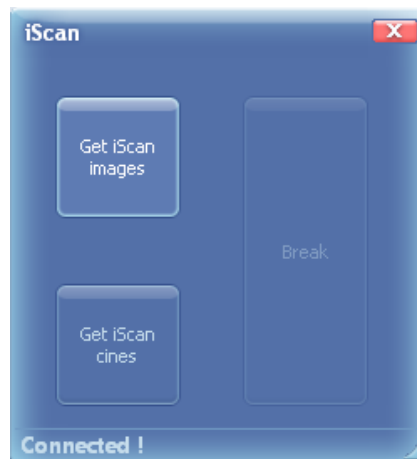 iScan
X
Get iScan
images
Break
Get iScan
cines
Connected !